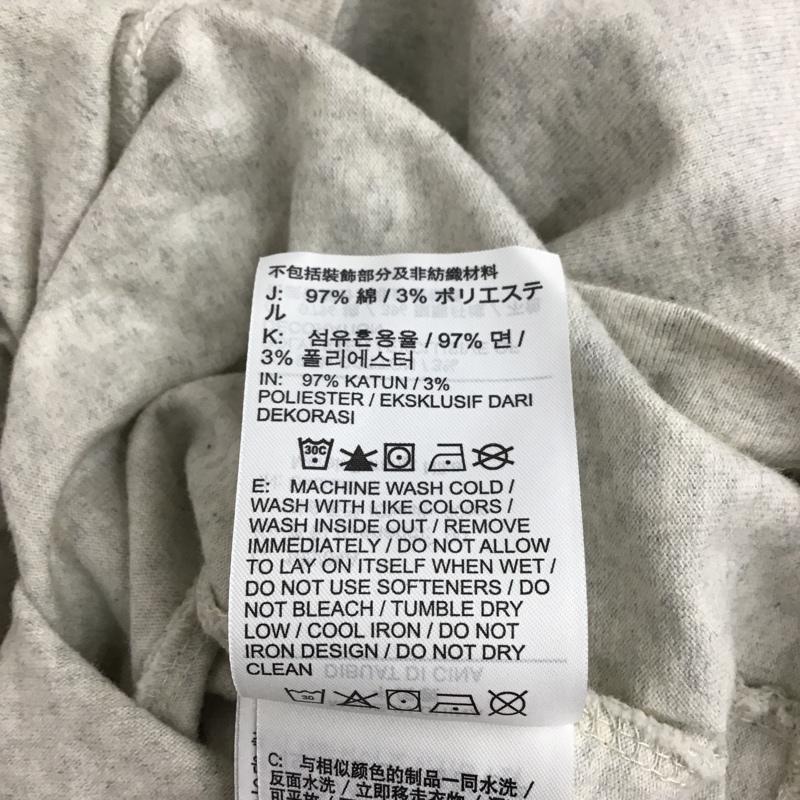 不包括裝飾部分及非紡織材料
J: 97% 綿 / 3% ポリエステ
ル
K: 섬유혼용율 / 97% 면 /
3% 폴리에스터
IN: 97% KATUN / 3%
POLIESTER / EKSKLUSIF DARI
DEKORASI
30C
E: MACHINE WASH COLD /
WASH WITH LIKE COLORS /
WASH INSIDE OUT / REMOVE
IMMEDIATELY / DO NOT ALLOW
TO LAY ON ITSELF WHEN WET /
DO NOT USE SOFTENERS / DO
NOT BLEACH / TUMBLE DRY
LOW / COOL IRON / DO NOT
IRON DESIGN / DO NOT DRY
CLEAN
DIBUAT DI CINA
30
C: 与相似颜色的制品一同水洗 /
反面水洗 / 立即移走衣物 /